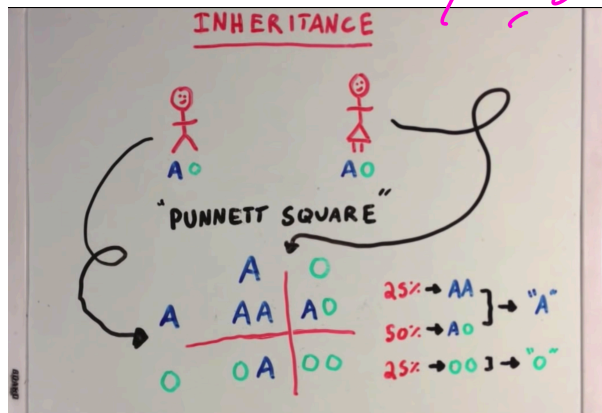 INHERITANCE
AO AO
"PUNNETT SQUARE"
A O
A AA AO
O OA OO
25% → AA ] → "A"
50% → AO
25% → OO ] → "O"